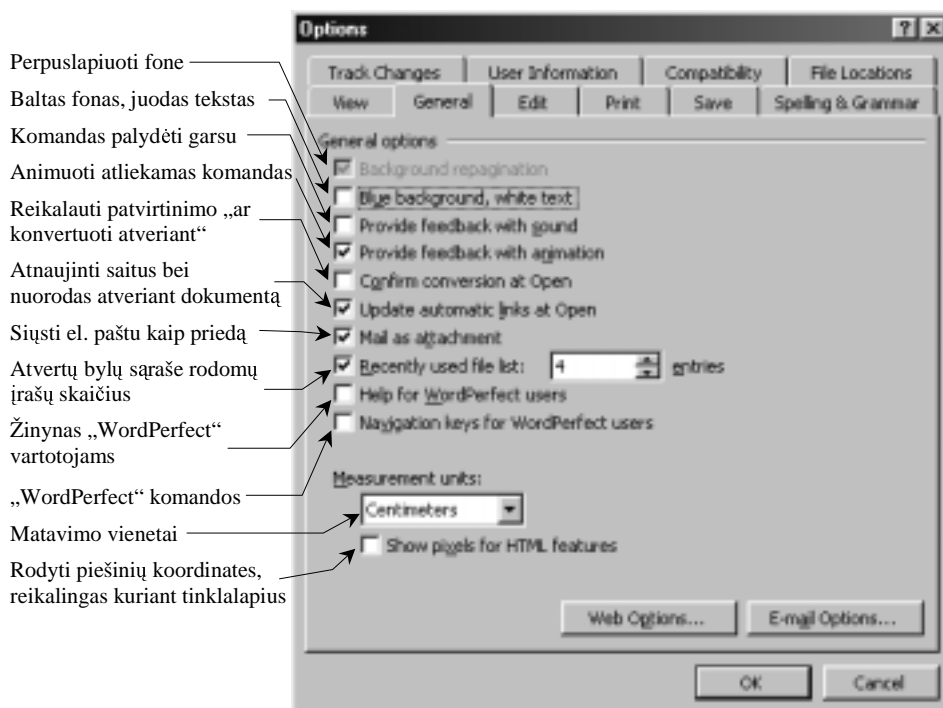 Options
Perpuslapiuoti fone
Baltas fonas, juodas tekstas
Komandas palydėti garsu
Animuoti atliekamas komandas
Reikalauti patvirtinimo „ar
konvertuoti atveriant“
Atnaujinti saitus bei
nuorodas atveriant dokumentą
Siųsti el. paštu kaip priedą
Atvertų bylų sąraše rodomų
įrašų skaičius
Žinynas „WordPerfect“
vartotojams
„WordPerfect“ komandos
Matavimo vienetai
Rodyti piešinių koordinates,
reikalingas kuriant tinklalapius
Track Changes User Information Compatibility File Locations
View General Edit Print Save Spelling & Grammar
General options
Background repagination
Blue background, white text
Provide feedback with sound
Provide feedback with animation
Confirm conversion at Open
Update automatic links at Open
Mail as attachment
Recently used file list: 4 entries
Help for WordPerfect users
Navigation keys for WordPerfect users
Measurement units:
Centimeters
Show pixels for HTML features
Web Options... E-mail Options...
OK Cancel